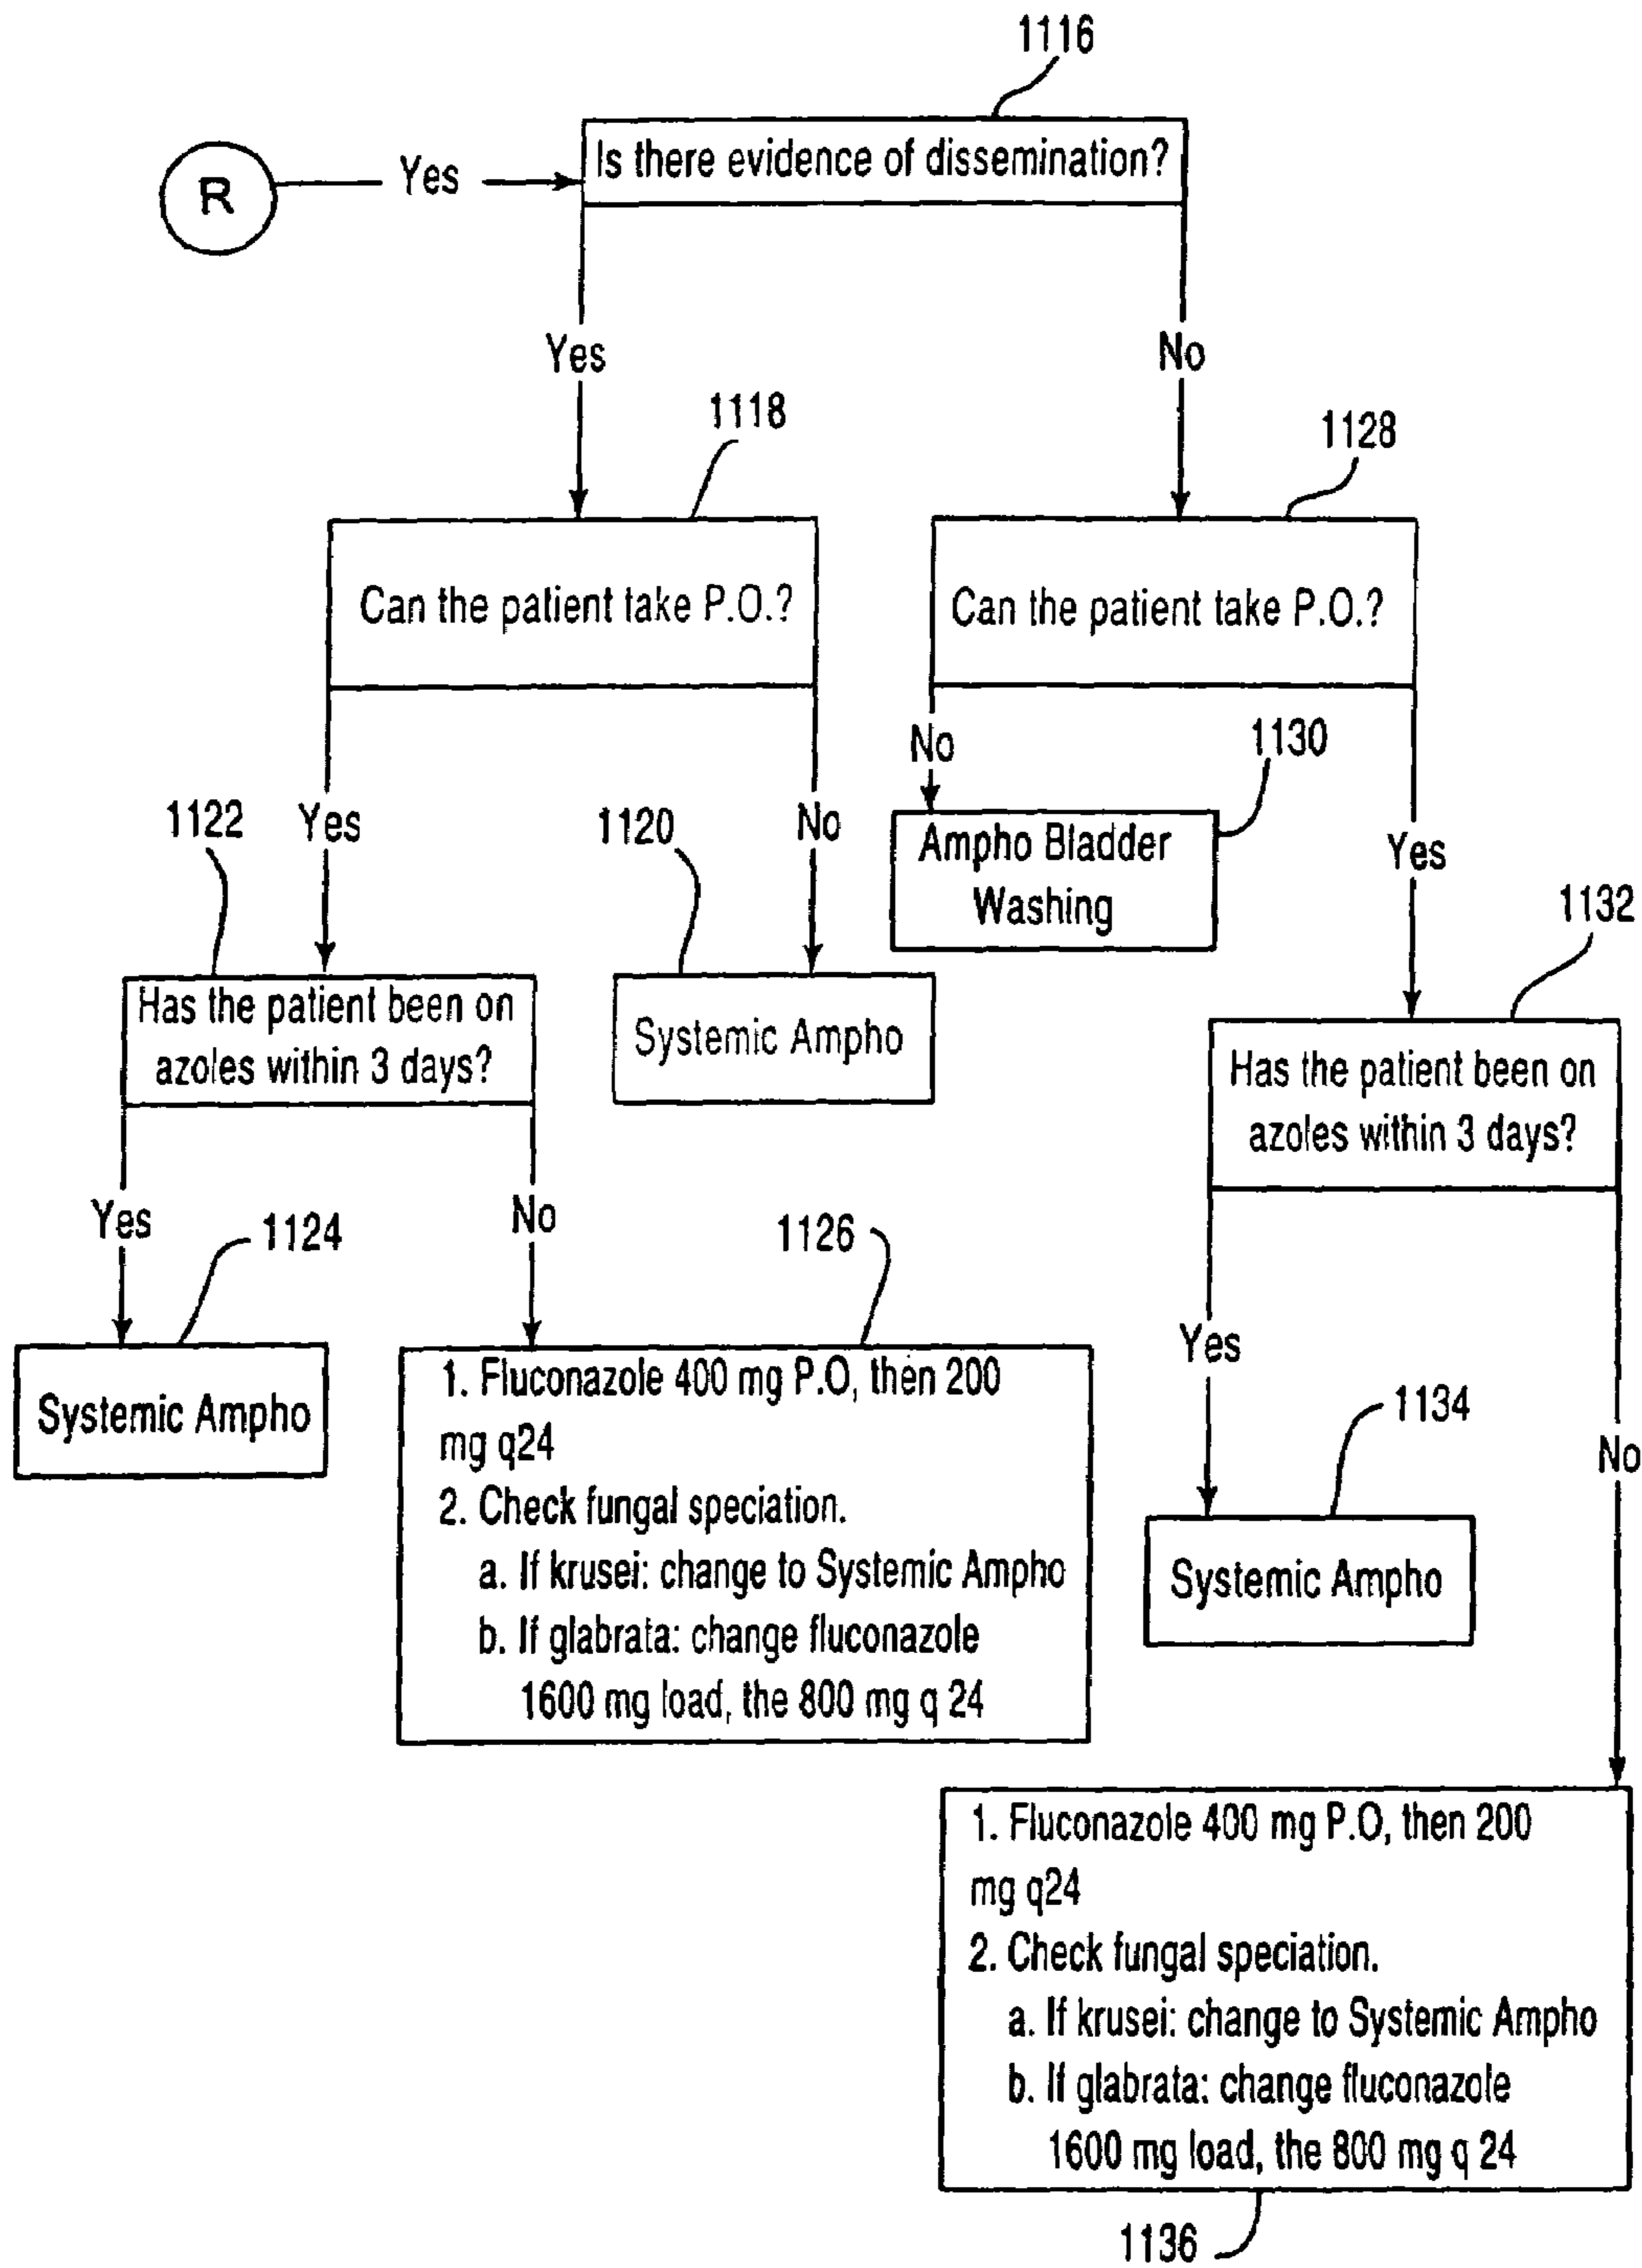 1116
Is there evidence of dissemination?
R
Yes
Yes
No
1118
1128
Can the patient take P.O.?
Can the patient take P.O.?
No
1130
1122
Yes
1120
No
Ampho Bladder
Washing
Yes
1132
Has the patient been on
azoles within 3 days?
Systemic Ampho
Has the patient been on
azoles within 3 days?
Yes
1124
No
1126
Yes
1134
No
Systemic Ampho
1. Fluconazole 400 mg P.O, then 200
mg q24
2. Check fungal speciation.
a. If krusei: change to Systemic Ampho
b. If glabrata: change fluconazole
1600 mg load, the 800 mg q 24
Systemic Ampho
1. Fluconazole 400 mg P.O, then 200
mg q24
2. Check fungal speciation.
a. If krusei: change to Systemic Ampho
b. If glabrata: change fluconazole
1600 mg load, the 800 mg q 24
1136